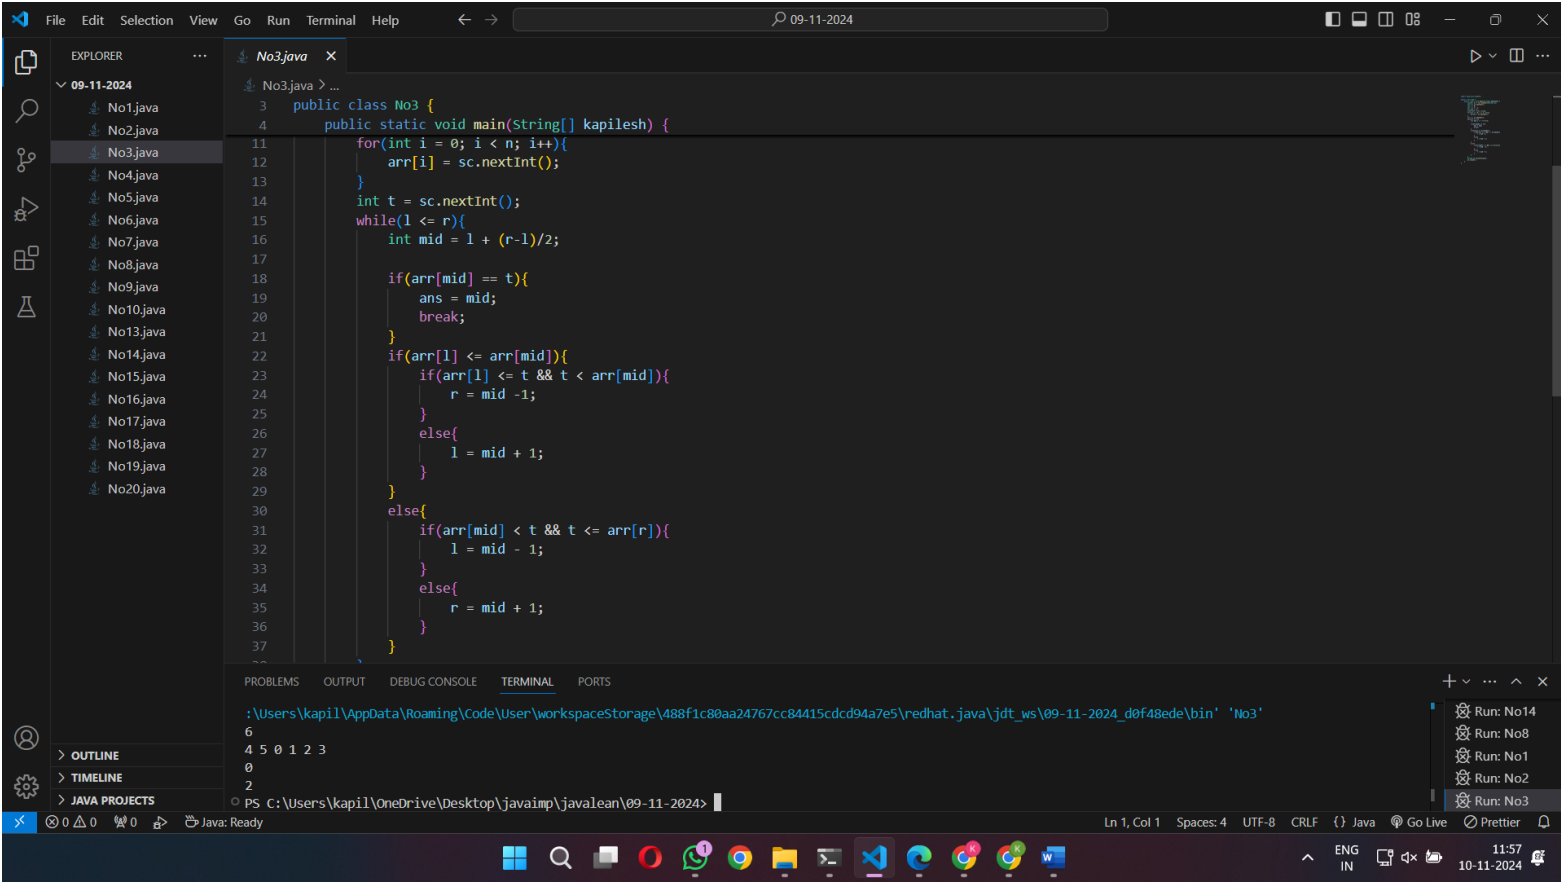 File Edit Selection View Go Run Terminal Help
09-11-2024
EXPLORER
09-11-2024
No1.java
No2.java
No3.java
No4.java
No5.java
No6.java
No7.java
No8.java
No9.java
No10.java
No13.java
No14.java
No15.java
No16.java
No17.java
No18.java
No19.java
No20.java
OUTLINE
TIMELINE
JAVA PROJECTS
No3.java
No3.java > ...
3 public class No3 {
4 public static void main(String[] kapilesh) {
11 for(int i = 0; i < n; i++){
12 arr[i] = sc.nextInt();
13 }
14 int t = sc.nextInt();
15 while(l <= r){
16 int mid = l + (r-l)/2;
17
18 if(arr[mid] == t){
19 ans = mid;
20 break;
21 }
22 if(arr[l] <= arr[mid]){
23 if(arr[l] <= t && t < arr[mid]){
24 r = mid -1;
25 }
26 else{
27 l = mid + 1;
28 }
29 }
30 else{
31 if(arr[mid] < t && t <= arr[r]){
32 l = mid - 1;
33 }
34 else{
35 r = mid + 1;
36 }
37 }
PROBLEMS OUTPUT DEBUG CONSOLE TERMINAL PORTS
:\Users\kapil\AppData\Roaming\Code\User\workspaceStorage\488f1c80aa24767cc84415cdcd94a7e5\redhat.java\jdt_ws\09-11-2024_d0f48ede\bin' 'No3'
6
4 5 0 1 2 3
0
2
PS C:\Users\kapil\OneDrive\Desktop\javaimp\javalean\09-11-2024>
Run: No14
Run: No8
Run: No1
Run: No2
Run: No3
0 0 0 Java: Ready
Ln 1, Col 1 Spaces: 4 UTF-8 CRLF {} Java Go Live Prettier
1
K
K
ENG
IN
11:57
10-11-2024